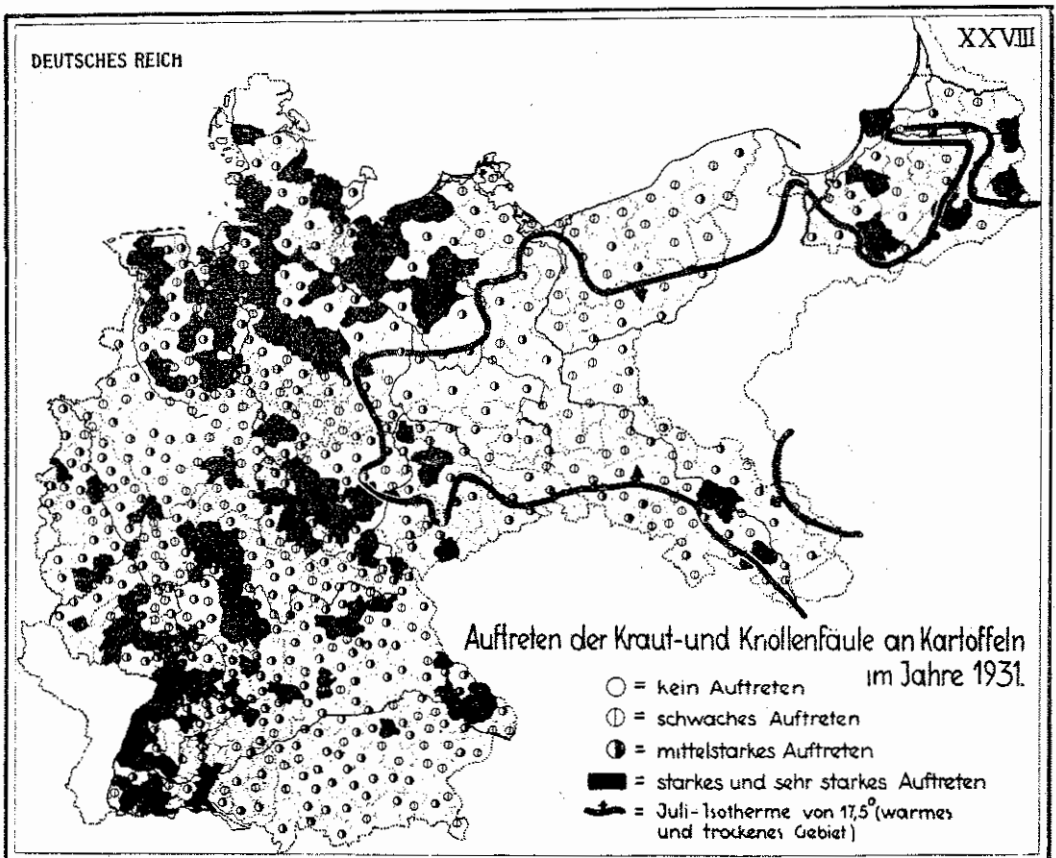 DEUTSCHES REICH
XXVIII
Auftreten der Kraut-und Knollenfäule an Kartoffeln
im Jahre 1931.
= kein Auftreten
= schwaches Auftreten
= mittelstarkes Auftreten
= starkes und sehr starkes Auftreten
= Juli-Isotherme von 17,5° (warmes
und trockenes Gebiet)